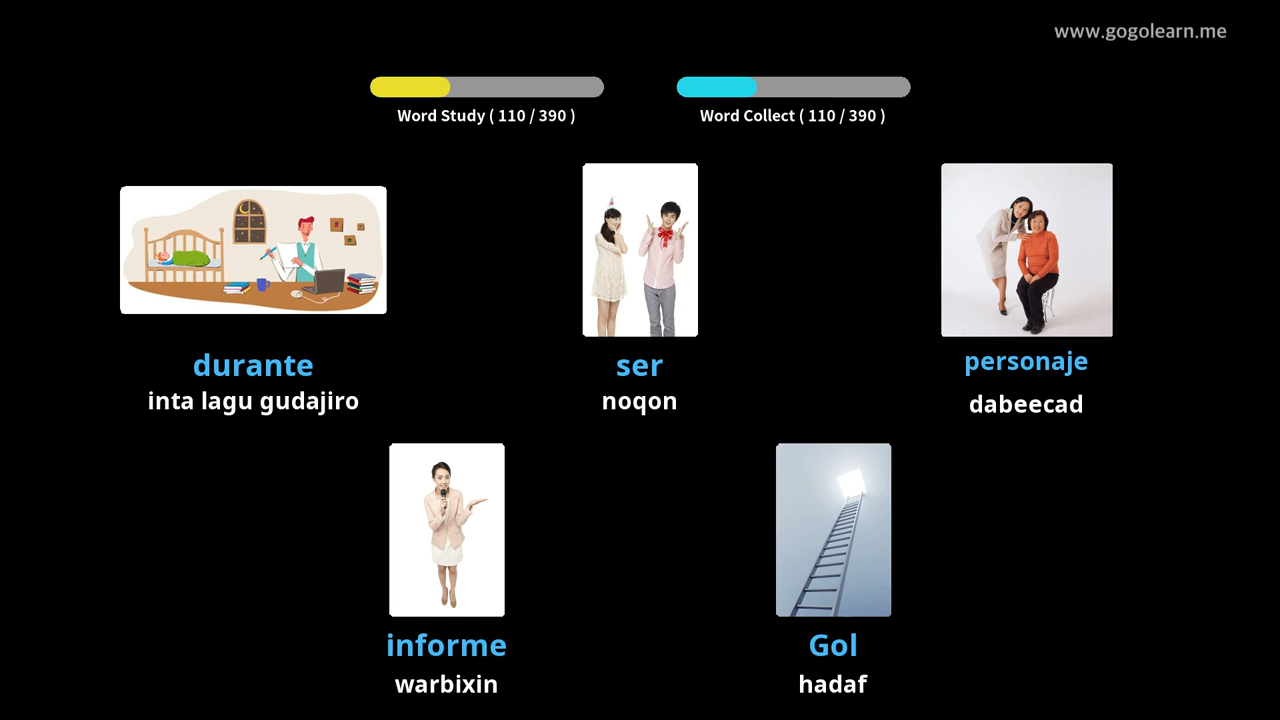 www.gogolearn.me
Word Study ( 110 / 390 )
Word Collect ( 110 / 390 )
durante
inta lagu gudajiro
ser
noqon
personaje
dabeecad
informe
warbixin
Gol
hadaf